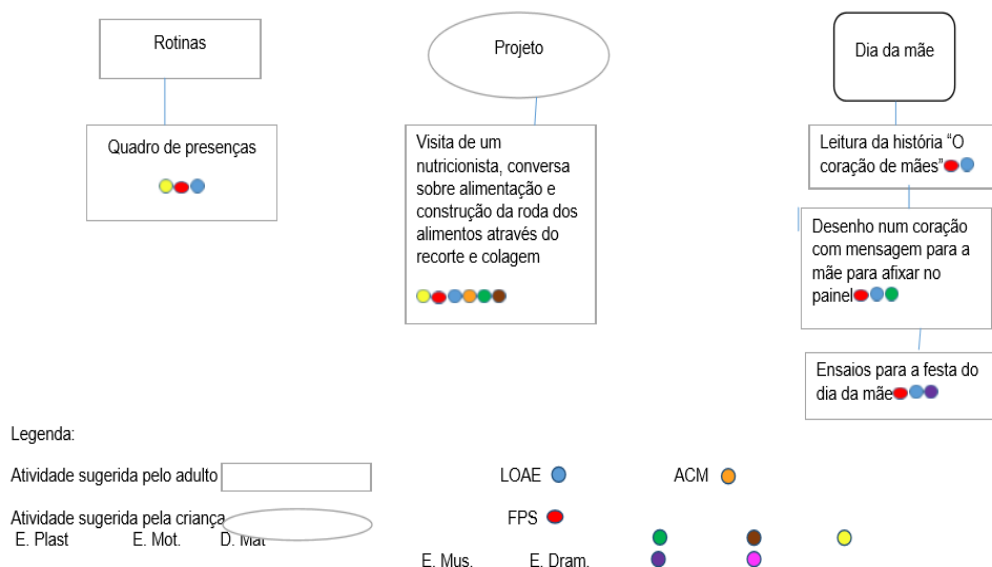 Rotinas
Projeto
Dia da mãe
Quadro de presenças
Visita de um
nutricionista, conversa
sobre alimentação e
construção da roda dos
alimentos através do
recorte e colagem
Leitura da história “O
coração de mães”
Desenho num coração
com mensagem para a
mãe para afixar no
painel
Ensaios para a festa do
dia da mãe
Legenda:
Atividade sugerida pelo adulto
LOAE
ACM
Atividade sugerida pela criança
FPS
E. Plast
E. Mot.
D. Mat
E. Mus.
E. Dram.